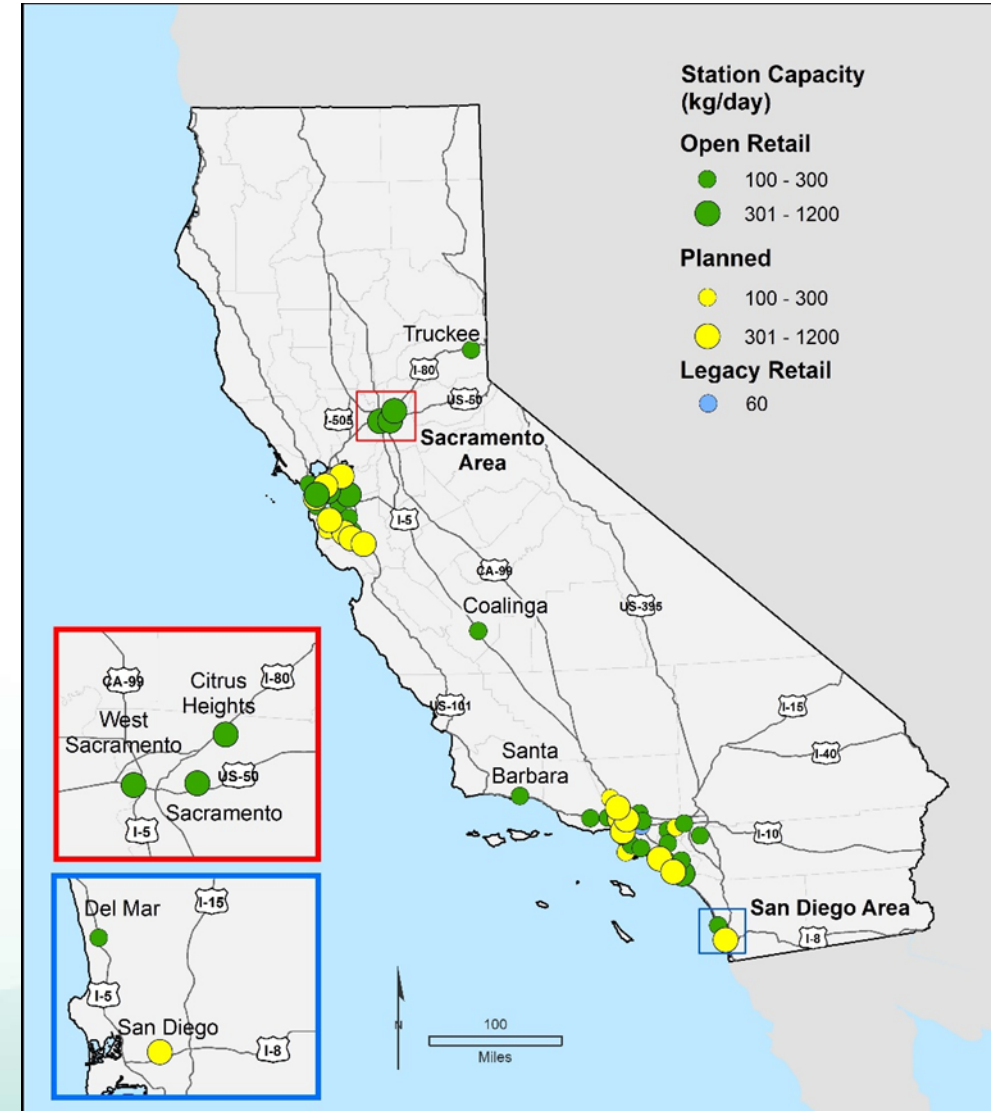 Station Capacity
(kg/day)
Open Retail
100 - 300
301 - 1200
Planned
100 - 300
301 - 1200
Legacy Retail
60
Truckee
I-80
US-50
I-505
Sacramento
Area
I-5
CA-99
Coalinga
US-395
US-101
I-15
I-40
Santa
Barbara
I-10
San Diego Area
I-8
CA-99
Citrus
Heights
I-80
West
Sacramento
US-50
Sacramento
I-5
Del Mar
I-15
I-5
San Diego
I-8
N
100
Miles